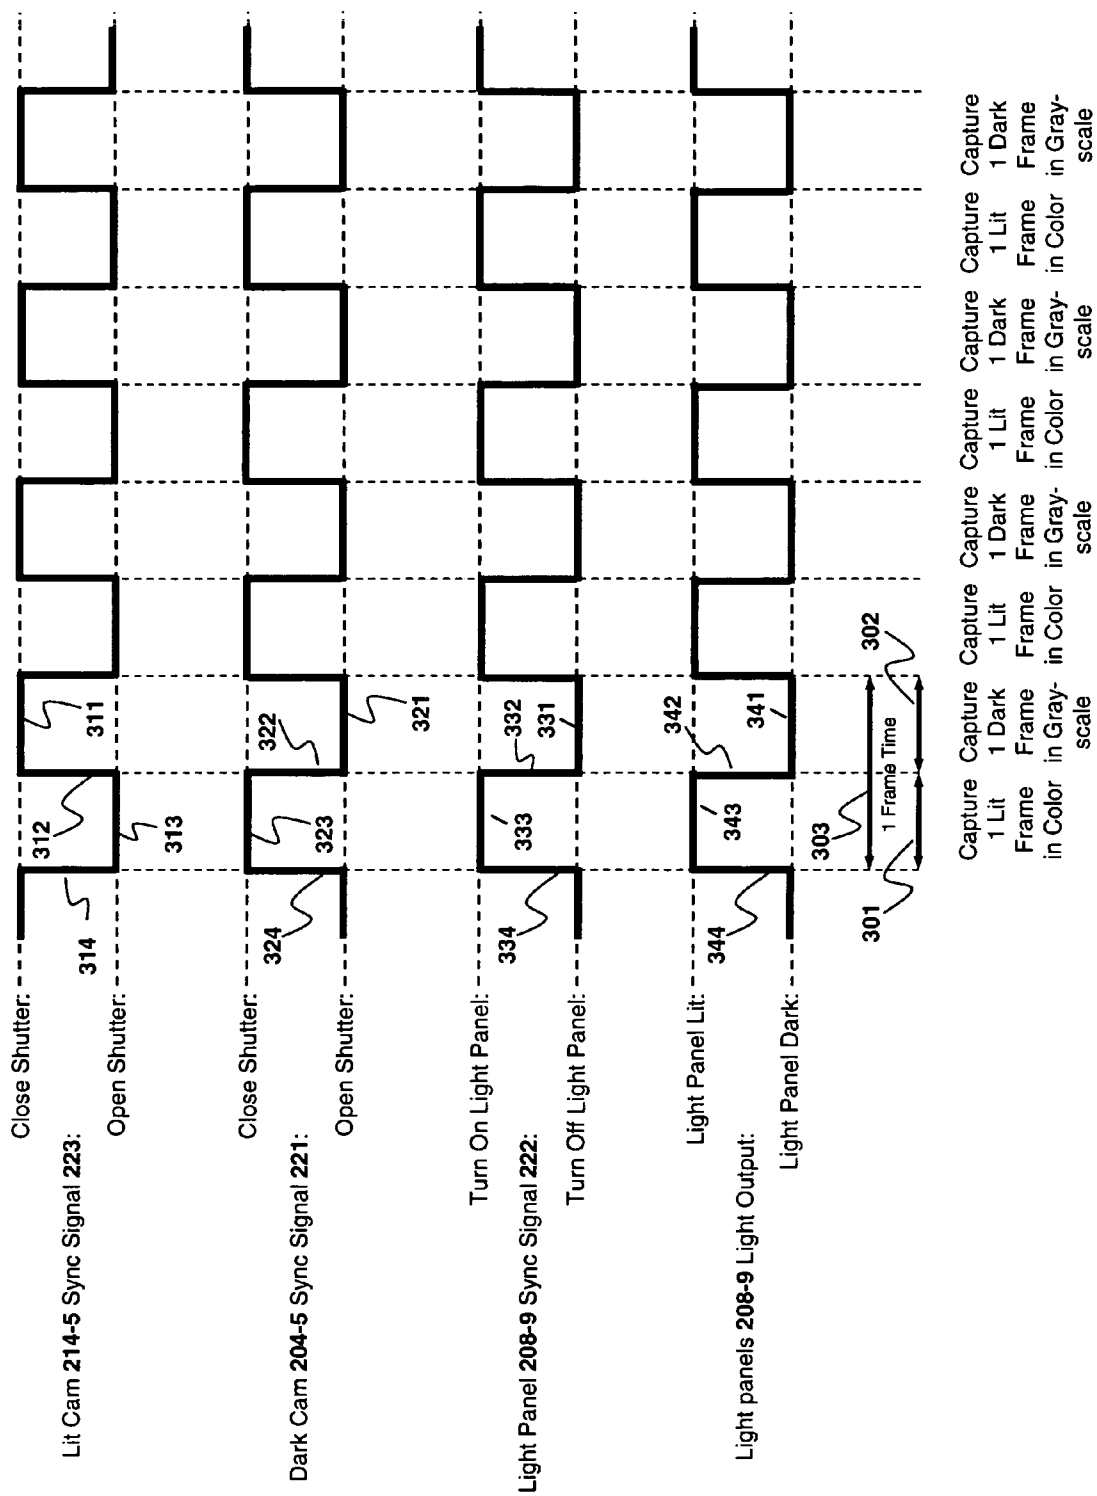 Lit Cam 214-5 Sync Signal 223:
Close Shutter:
Open Shutter:
314
312
313
311
Dark Cam 204-5 Sync Signal 221:
Close Shutter:
Open Shutter:
324
323
322
321
Light Panel 208-9 Sync Signal 222:
Turn On Light Panel:
Turn Off Light Panel:
334
333
332
331
Light panels 208-9 Light Output:
Light Panel Lit:
Light Panel Dark:
344
343
342
341
303
1 Frame Time
301
302
Capture
1 Lit
Frame
in Color
Capture
1 Dark
Frame
in Gray-
scale
Capture
1 Lit
Frame
in Color
Capture
1 Dark
Frame
in Gray-
scale
Capture
1 Lit
Frame
in Color
Capture
1 Dark
Frame
in Gray-
scale
Capture
1 Lit
Frame
in Color
Capture
1 Dark
Frame
in Gray-
scale